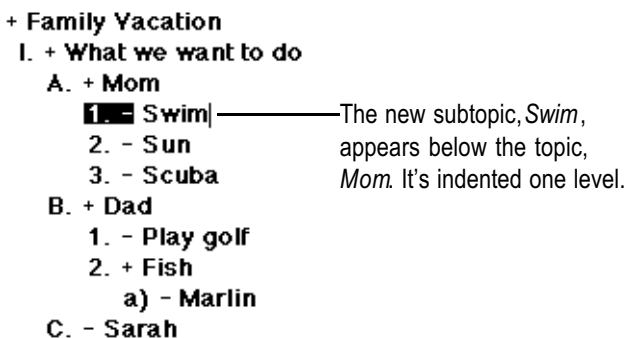 + Family Vacation
I. + What we want to do
A. + Mom
1. - Swim
The new subtopic, Swim,
appears below the topic,
Mom. It's indented one level.
2. - Sun
3. - Scuba
B. + Dad
1. - Play golf
2. + Fish
a) - Marlin
C. - Sarah